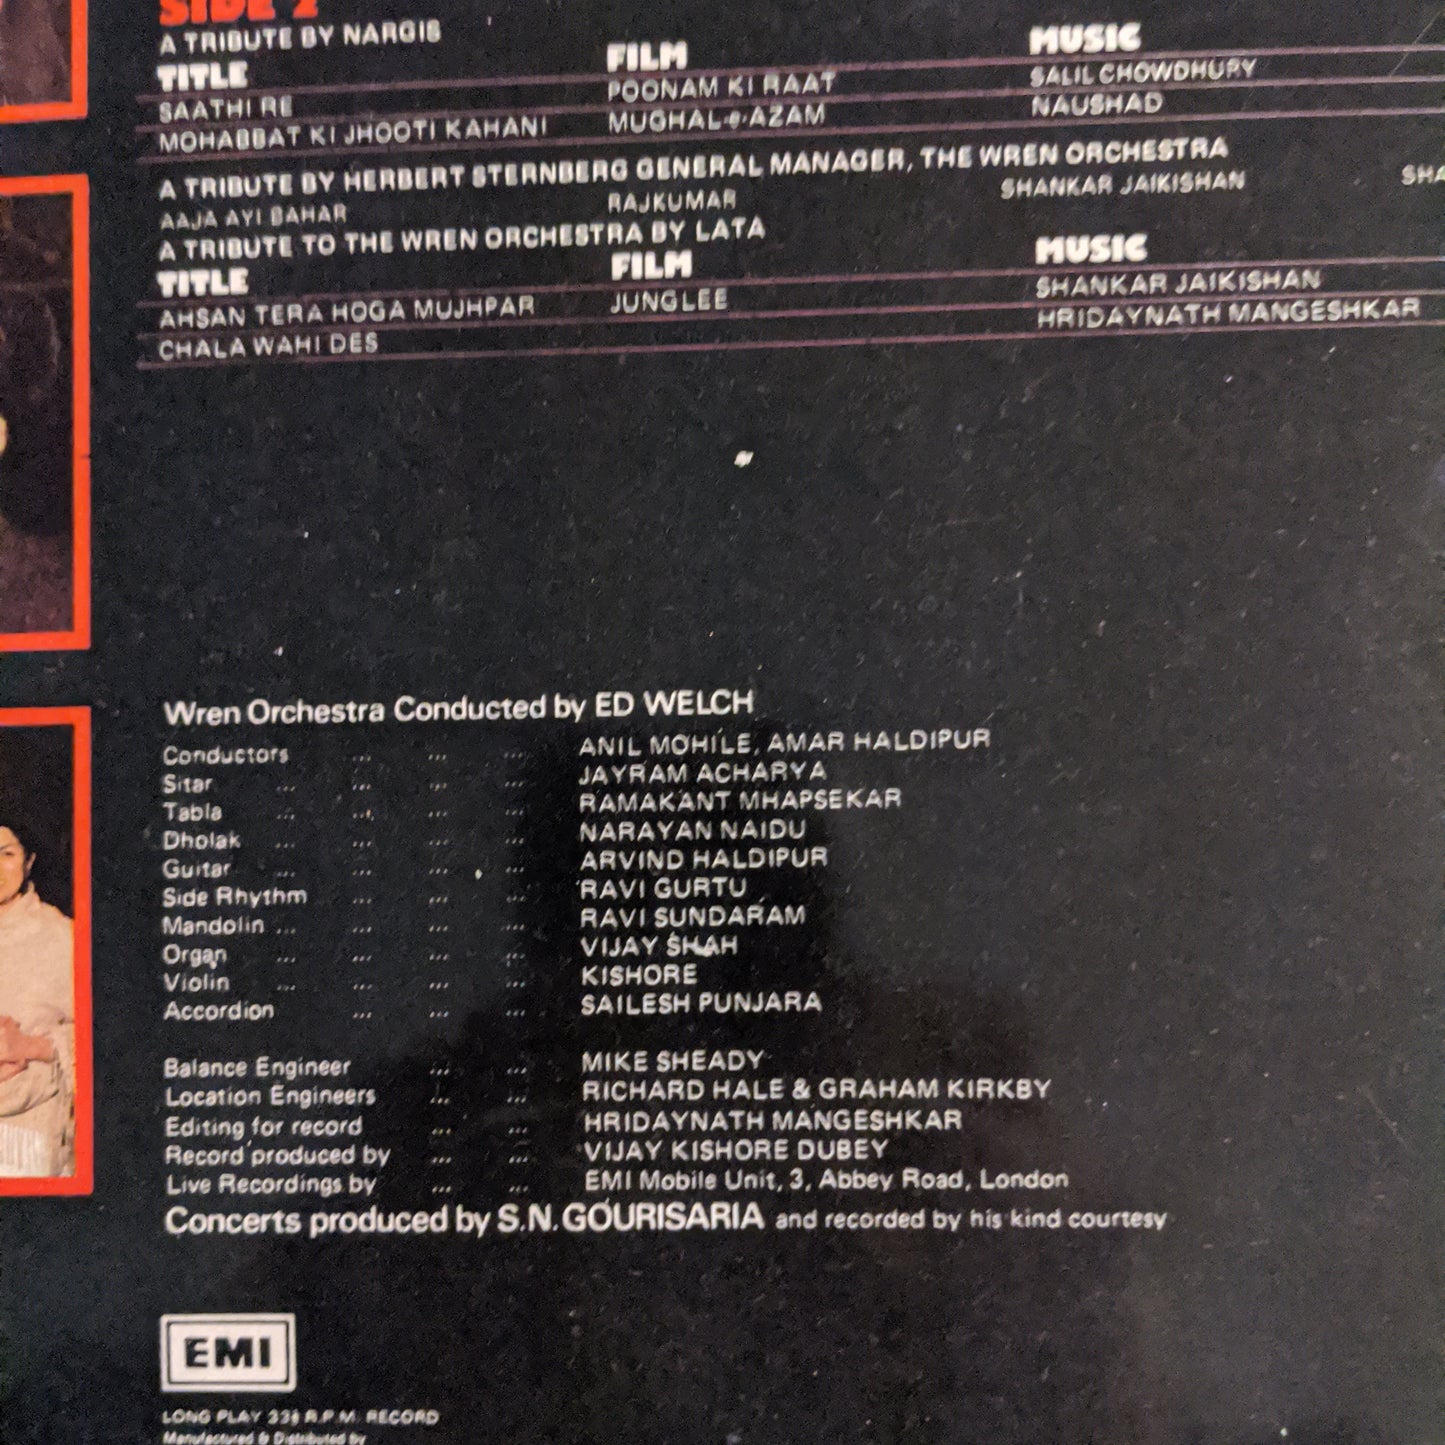 SIDE 2
A TRIBUTE BY NARGIS
TITLE FILM MUSIC
SAATHI RE POONAM KI RAAT SALIL CHOWDHURY
MOHABBAT KI JHOOTI KAHANI MUGHAL-e-AZAM NAUSHAD
A TRIBUTE BY HERBERT STERNBERG GENERAL MANAGER, THE WREN ORCHESTRA
AAJA AYI BAHAR RAJKUMAR SHANKAR JAIKISHAN SHA
A TRIBUTE TO THE WREN ORCHESTRA BY LATA
TITLE FILM MUSIC
AHSAN TERA HOGA MUJHPAR JUNGLEE SHANKAR JAIKISHAN
CHALA WAHI DES HRIDAYNATH MANGESHKAR
Wren Orchestra Conducted by ED WELCH
Conductors ... ... ... ANIL MOHILE, AMAR HALDIPUR
Sitar ... ... ... ... JAYRAM ACHARYA
Tabla ... ... ... ... RAMAKANT MHAPSEKAR
Dholak ... ... ... ... NARAYAN NAIDU
Guitar ... ... ... ... ARVIND HALDIPUR
Side Rhythm ... ... ... RAVI GURTU
Mandolin ... ... ... ... RAVI SUNDARAM
Organ ... ... ... ... VIJAY SHAH
Violin ... ... ... ... KISHORE
Accordion ... ... ... SAILESH PUNJARA
Balance Engineer ... ... MIKE SHEADY
Location Engineers ... ... RICHARD HALE & GRAHAM KIRKBY
Editing for record ... ... HRIDAYNATH MANGESHKAR
Record produced by ... ... VIJAY KISHORE DUBEY
Live Recordings by ... ... EMI Mobile Unit, 3, Abbey Road, London
Concerts produced by S.N. GOURISARIA and recorded by his kind courtesy
EMI
LONG PLAY 33⅓ R.P.M. RECORD
Manufactured & Distributed by